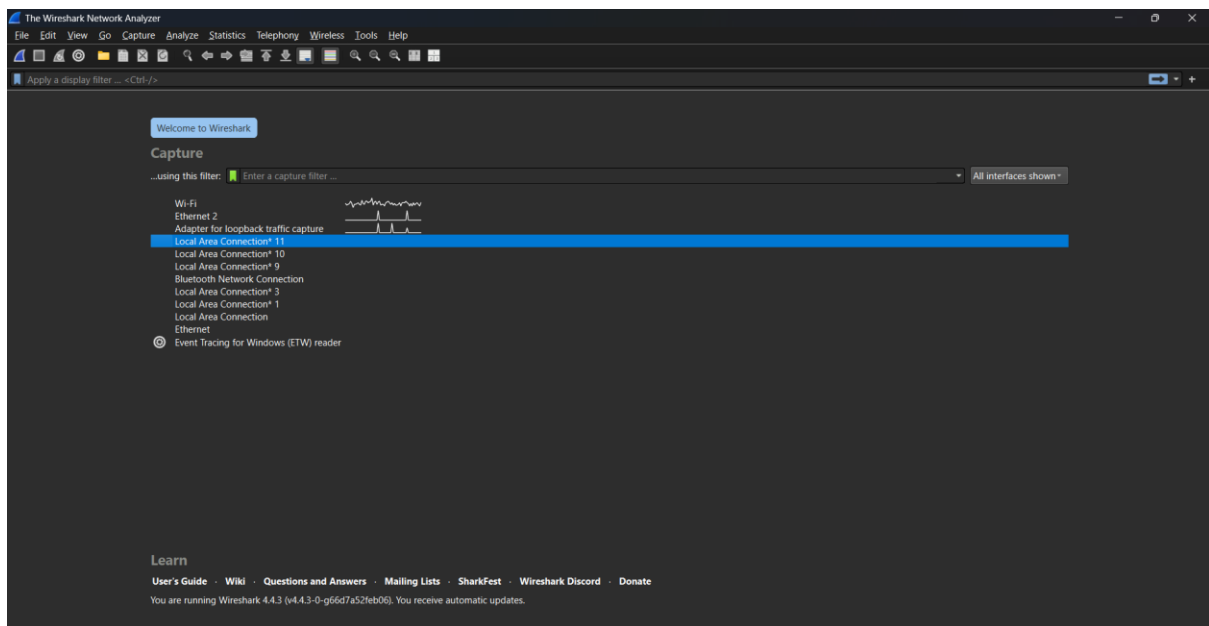 The Wireshark Network Analyzer
File Edit View Go Capture Analyze Statistics Telephony Wireless Tools Help
Apply a display filter ... <Ctrl-/>
Welcome to Wireshark
Capture
...using this filter: Enter a capture filter ... All interfaces shown
Wi-Fi
Ethernet 2
Adapter for loopback traffic capture
Local Area Connection* 11
Local Area Connection* 10
Local Area Connection* 9
Bluetooth Network Connection
Local Area Connection* 3
Local Area Connection* 1
Local Area Connection
Ethernet
Event Tracing for Windows (ETW) reader
Learn
User's Guide · Wiki · Questions and Answers · Mailing Lists · SharkFest · Wireshark Discord · Donate
You are running Wireshark 4.4.3 (v4.4.3-0-g66d7a52feb06). You receive automatic updates.